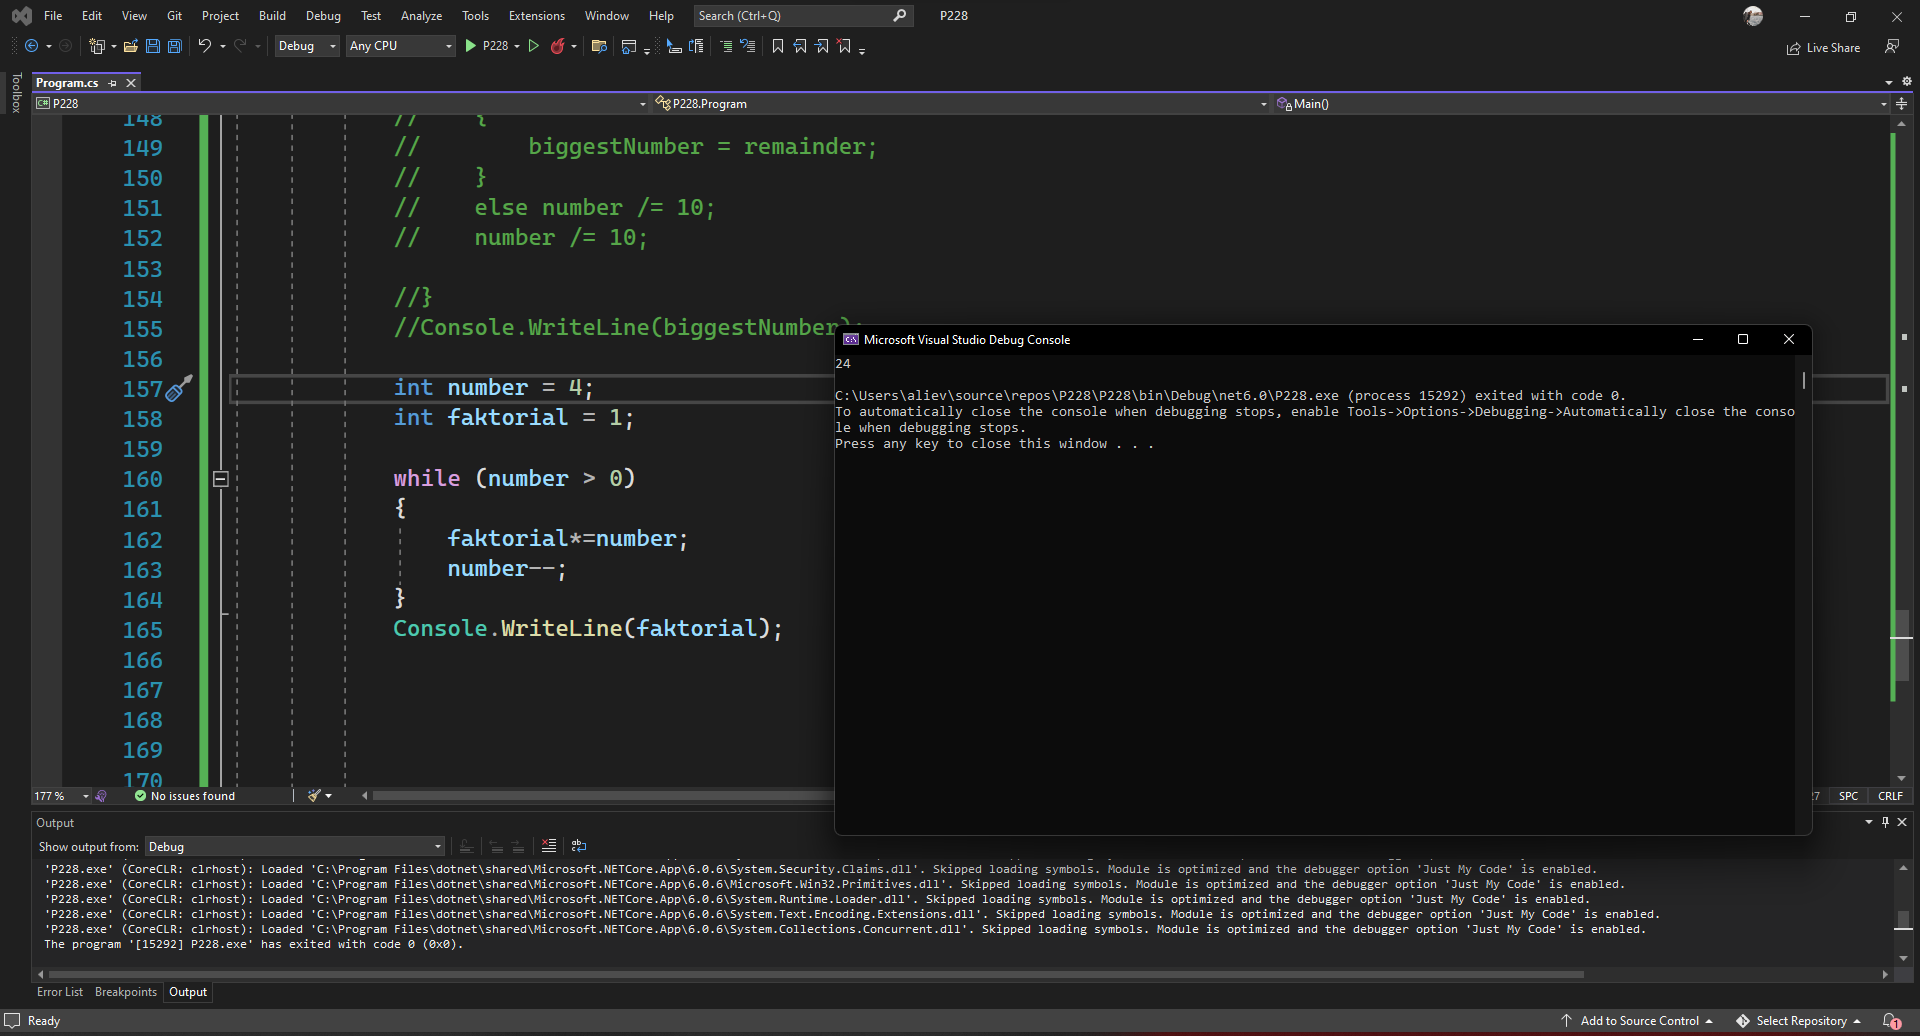 File Edit View Git Project Build Debug Test Analyze Tools Extensions Window Help Search (Ctrl+Q) P228
Debug Any CPU P228 Live Share
Toolbox
Program.cs
C# P228 P228.Program Main()
148 // {
149 // biggestNumber = remainder;
150 // }
151 // else number /= 10;
152 // number /= 10;
153
154 //}
155 //Console.WriteLine(biggestNumber);
156
157 int number = 4;
158 int faktorial = 1;
159
160 while (number > 0)
161 {
162 faktorial*=number;
163 number--;
164 }
165 Console.WriteLine(faktorial);
166
167
168
169
170
Microsoft Visual Studio Debug Console
24
C:\Users\aliev\source\repos\P228\P228\bin\Debug\net6.0\P228.exe (process 15292) exited with code 0.
To automatically close the console when debugging stops, enable Tools->Options->Debugging->Automatically close the conso
le when debugging stops.
Press any key to close this window . . .
177 % No issues found SPC CRLF
Output
Show output from: Debug
'P228.exe' (CoreCLR: clrhost): Loaded 'C:\Program Files\dotnet\shared\Microsoft.NETCore.App\6.0.6\System.Security.Claims.dll'. Skipped loading symbols. Module is optimized and the debugger option 'Just My Code' is enabled.
'P228.exe' (CoreCLR: clrhost): Loaded 'C:\Program Files\dotnet\shared\Microsoft.NETCore.App\6.0.6\Microsoft.Win32.Primitives.dll'. Skipped loading symbols. Module is optimized and the debugger option 'Just My Code' is enabled.
'P228.exe' (CoreCLR: clrhost): Loaded 'C:\Program Files\dotnet\shared\Microsoft.NETCore.App\6.0.6\System.Runtime.Loader.dll'. Skipped loading symbols. Module is optimized and the debugger option 'Just My Code' is enabled.
'P228.exe' (CoreCLR: clrhost): Loaded 'C:\Program Files\dotnet\shared\Microsoft.NETCore.App\6.0.6\System.Text.Encoding.Extensions.dll'. Skipped loading symbols. Module is optimized and the debugger option 'Just My Code' is enabled.
'P228.exe' (CoreCLR: clrhost): Loaded 'C:\Program Files\dotnet\shared\Microsoft.NETCore.App\6.0.6\System.Collections.Concurrent.dll'. Skipped loading symbols. Module is optimized and the debugger option 'Just My Code' is enabled.
The program '[15292] P228.exe' has exited with code 0 (0x0).
Error List Breakpoints Output
Ready Add to Source Control Select Repository 1